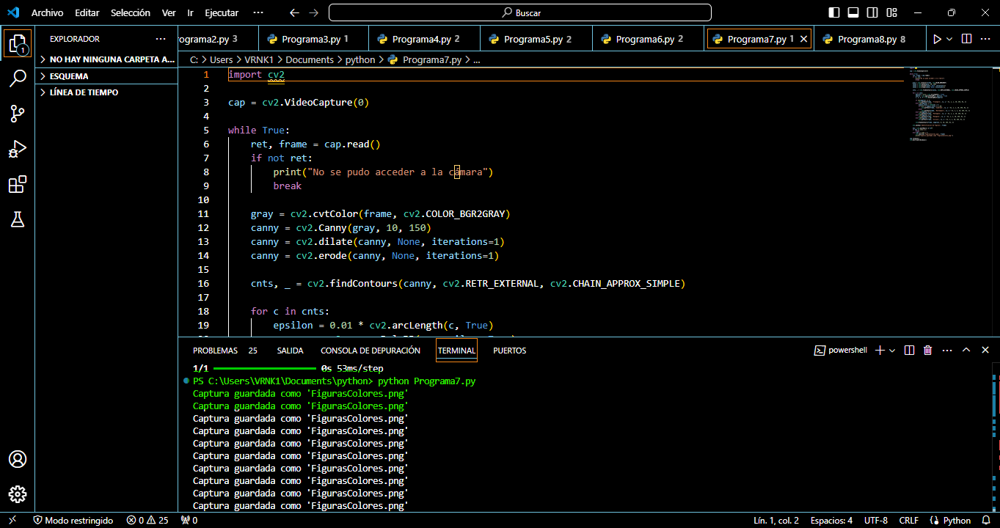 Archivo Editar Selección Ver Ir Ejecutar ··· Buscar
EXPLORADOR ···
NO HAY NINGUNA CARPETA A...
ESQUEMA
LÍNEA DE TIEMPO
1
ograma2.py 3 Programa3.py 1 Programa4.py 2 Programa5.py 2 Programa6.py 2 Programa7.py 1 Programa8.py 8
C: > Users > VRNK1 > Documents > python > Programa7.py > ...
1 import cv2
2
3 cap = cv2.VideoCapture(0)
4
5 while True:
6 ret, frame = cap.read()
7 if not ret:
8 print("No se pudo acceder a la cámara")
9 break
10
11 gray = cv2.cvtColor(frame, cv2.COLOR_BGR2GRAY)
12 canny = cv2.Canny(gray, 10, 150)
13 canny = cv2.dilate(canny, None, iterations=1)
14 canny = cv2.erode(canny, None, iterations=1)
15
16 cnts, _ = cv2.findContours(canny, cv2.RETR_EXTERNAL, cv2.CHAIN_APPROX_SIMPLE)
17
18 for c in cnts:
19 epsilon = 0.01 * cv2.arcLength(c, True)
PROBLEMAS 25 SALIDA CONSOLA DE DEPURACIÓN TERMINAL PUERTOS powershell
1/1 0s 53ms/step
PS C:\Users\VRNK1\Documents\python> python Programa7.py
Captura guardada como 'FigurasColores.png'
Captura guardada como 'FigurasColores.png'
Captura guardada como 'FigurasColores.png'
Captura guardada como 'FigurasColores.png'
Captura guardada como 'FigurasColores.png'
Captura guardada como 'FigurasColores.png'
Captura guardada como 'FigurasColores.png'
Captura guardada como 'FigurasColores.png'
Captura guardada como 'FigurasColores.png'
Captura guardada como 'FigurasColores.png'
Modo restringido 0 25 0 Lín. 1, col. 2 Espacios: 4 UTF-8 CRLF Python